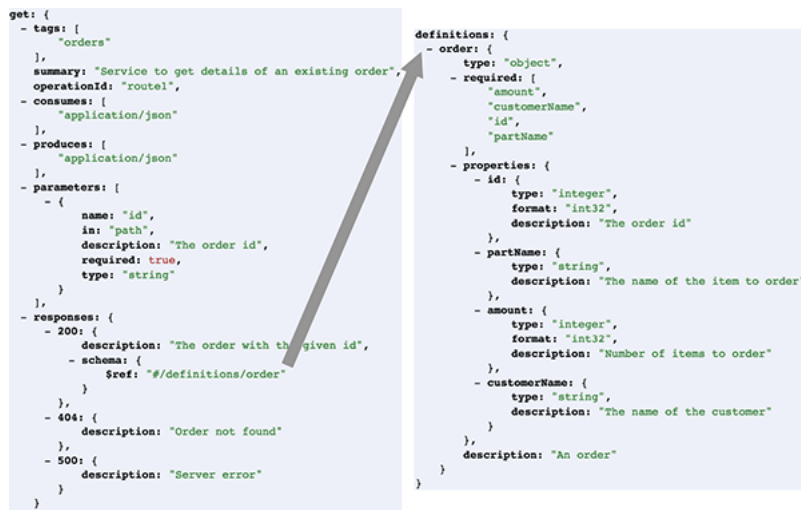 get: {
- tags: [
"orders"
],
summary: "Service to get details of an existing order",
operationId: "route1",
- consumes: [
"application/json"
],
- produces: [
"application/json"
],
- parameters: [
- {
name: "id",
in: "path",
description: "The order id",
required: true,
type: "string"
}
],
- responses: {
- 200: {
description: "The order with th given id",
- schema: {
$ref: "#/definitions/order"
}
},
- 404: {
description: "Order not found"
},
- 500: {
description: "Server error"
}
}
definitions: {
- order: {
type: "object",
- required: [
"amount",
"customerName",
"id",
"partName"
],
- properties: {
- id: {
type: "integer",
format: "int32",
description: "The order id"
},
- partName: {
type: "string",
description: "The name of the item to order"
},
- amount: {
type: "integer",
format: "int32",
description: "Number of items to order"
},
- customerName: {
type: "string",
description: "The name of the customer"
}
},
description: "An order"
}
}